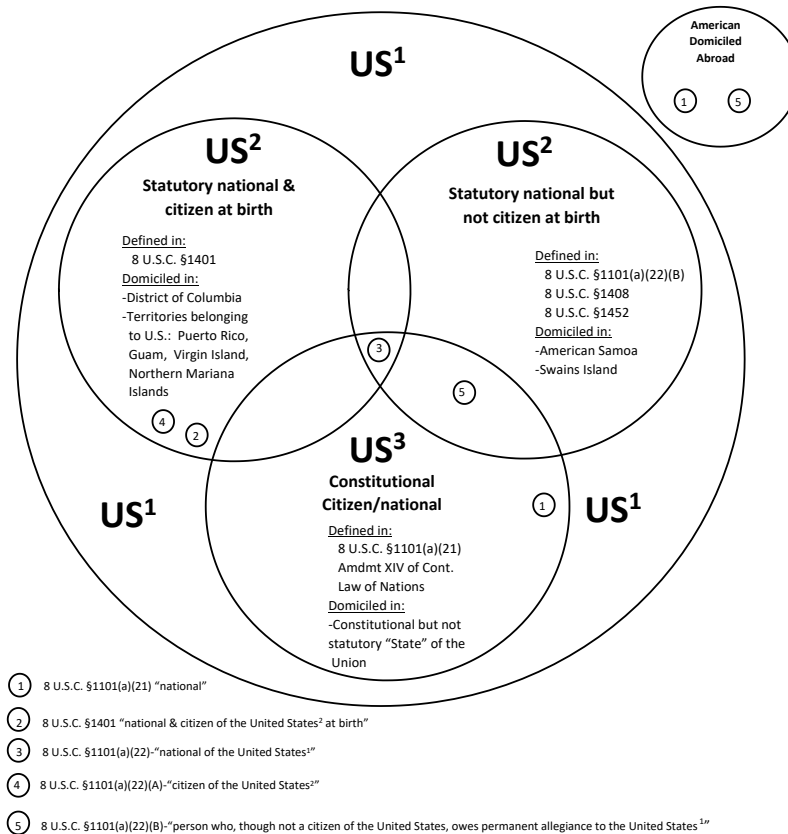 US¹
American
Domiciled
Abroad
1 5
US²
Statutory national &
citizen at birth
Defined in:
8 U.S.C. §1401
Domiciled in:
-District of Columbia
-Territories belonging
to U.S.: Puerto Rico,
Guam, Virgin Island,
Northern Mariana
Islands
4
2
US²
Statutory national but
not citizen at birth
Defined in:
8 U.S.C. §1101(a)(22)(B)
8 U.S.C. §1408
8 U.S.C. §1452
Domiciled in:
-American Samoa
-Swains Island
3
5
US³
Constitutional
Citizen/national
Defined in:
8 U.S.C. §1101(a)(21)
Amdmt XIV of Cont.
Law of Nations
Domiciled in:
-Constitutional but not
statutory “State” of the
Union
1
US¹
US¹
1 8 U.S.C. §1101(a)(21) “national”
2 8 U.S.C. §1401 “national & citizen of the United States² at birth”
3 8 U.S.C. §1101(a)(22)-“national of the United States¹”
4 8 U.S.C. §1101(a)(22)(A)-“citizen of the United States²”
5 8 U.S.C. §1101(a)(22)(B)-“person who, though not a citizen of the United States, owes permanent allegiance to the United States ¹”